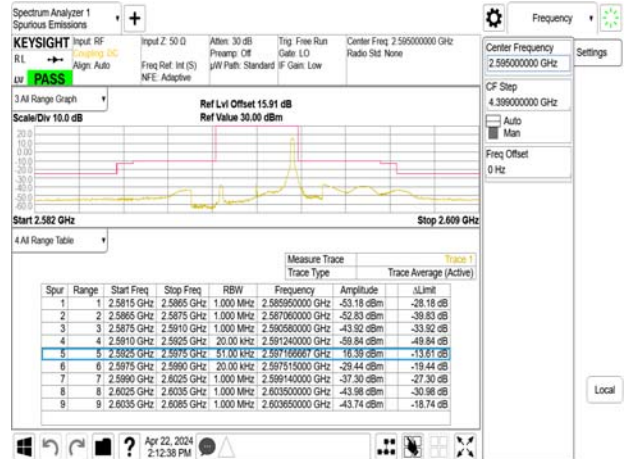 Spectrum Analyzer 1
Spurious Emissions
+
Frequency
KEYSIGHT Input: RF Input Z: 50 Ω Atten: 30 dB Trig: Free Run Center Freq: 2.595000000 GHz
RL Coupling: DC Preamp: Off Gate: LO Radio Std: None
Align: Auto Freq Ref: Int (S) µW Path: Standard IF Gain: Low
LV PASS NFE: Adaptive
Center Frequency
2.595000000 GHz
Settings
CF Step
4.399000000 GHz
Auto
Man
Freq Offset
0 Hz
3 All Range Graph
Ref Lvl Offset 15.91 dB
Scale/Div 10.0 dB Ref Value 30.00 dBm
20.0
10.0
0.00
Start 2.582 GHz Stop 2.609 GHz
4 All Range Table
Measure Trace Trace 1
Trace Type Trace Average (Active)
Spur Range Start Freq Stop Freq RBW Frequency Amplitude ∆Limit
1 1 2.5815 GHz 2.5865 GHz 1.000 MHz 2.585950000 GHz -53.18 dBm -28.18 dB
2 2 2.5865 GHz 2.5875 GHz 1.000 MHz 2.587060000 GHz -52.83 dBm -39.83 dB
3 3 2.5875 GHz 2.5910 GHz 1.000 MHz 2.590580000 GHz -43.92 dBm -33.92 dB
4 4 2.5910 GHz 2.5925 GHz 20.00 kHz 2.591240000 GHz -59.84 dBm -49.84 dB
5 5 2.5925 GHz 2.5975 GHz 51.00 kHz 2.597166667 GHz 16.39 dBm -13.61 dB
6 6 2.5975 GHz 2.5990 GHz 20.00 kHz 2.597515000 GHz -29.44 dBm -19.44 dB
7 7 2.5990 GHz 2.6025 GHz 1.000 MHz 2.599140000 GHz -37.30 dBm -27.30 dB
8 8 2.6025 GHz 2.6035 GHz 1.000 MHz 2.603500000 GHz -43.98 dBm -30.98 dB
9 9 2.6035 GHz 2.6085 GHz 1.000 MHz 2.603650000 GHz -43.74 dBm -18.74 dB
Local
? Apr 22, 2024
2:12:38 PM